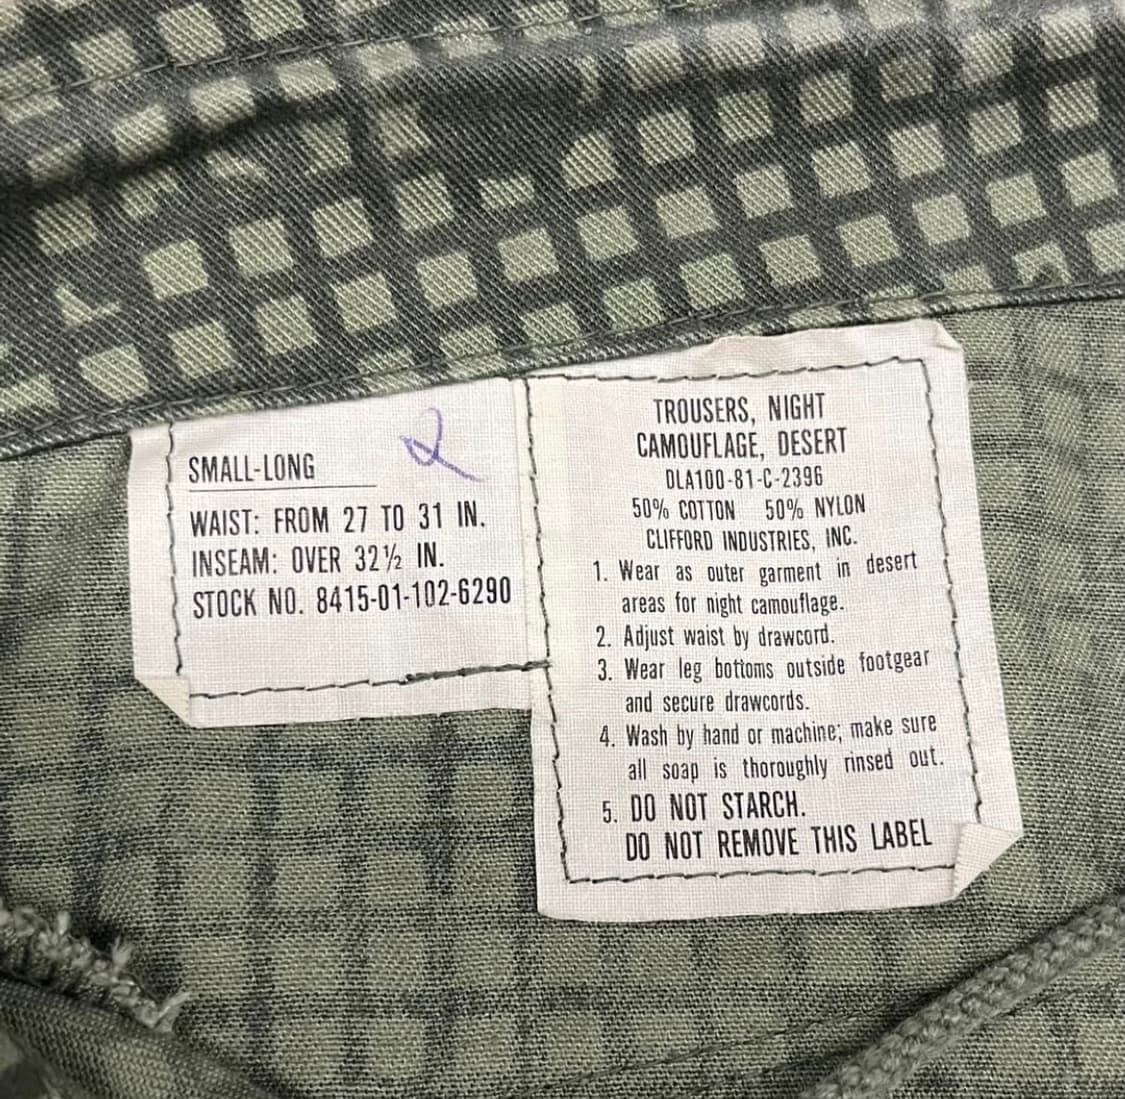 SMALL-LONG
WAIST: FROM 27 TO 31 IN.
INSEAM: OVER 32½ IN.
STOCK NO. 8415-01-102-6290
TROUSERS, NIGHT
CAMOUFLAGE, DESERT
DLA100-81-C-2396
50% COTTON 50% NYLON
CLIFFORD INDUSTRIES, INC.
1. Wear as outer garment in desert
areas for night camouflage.
2. Adjust waist by drawcord.
3. Wear leg bottoms outside footgear
and secure drawcords.
4. Wash by hand or machine; make sure
all soap is thoroughly rinsed out.
5. DO NOT STARCH.
DO NOT REMOVE THIS LABEL